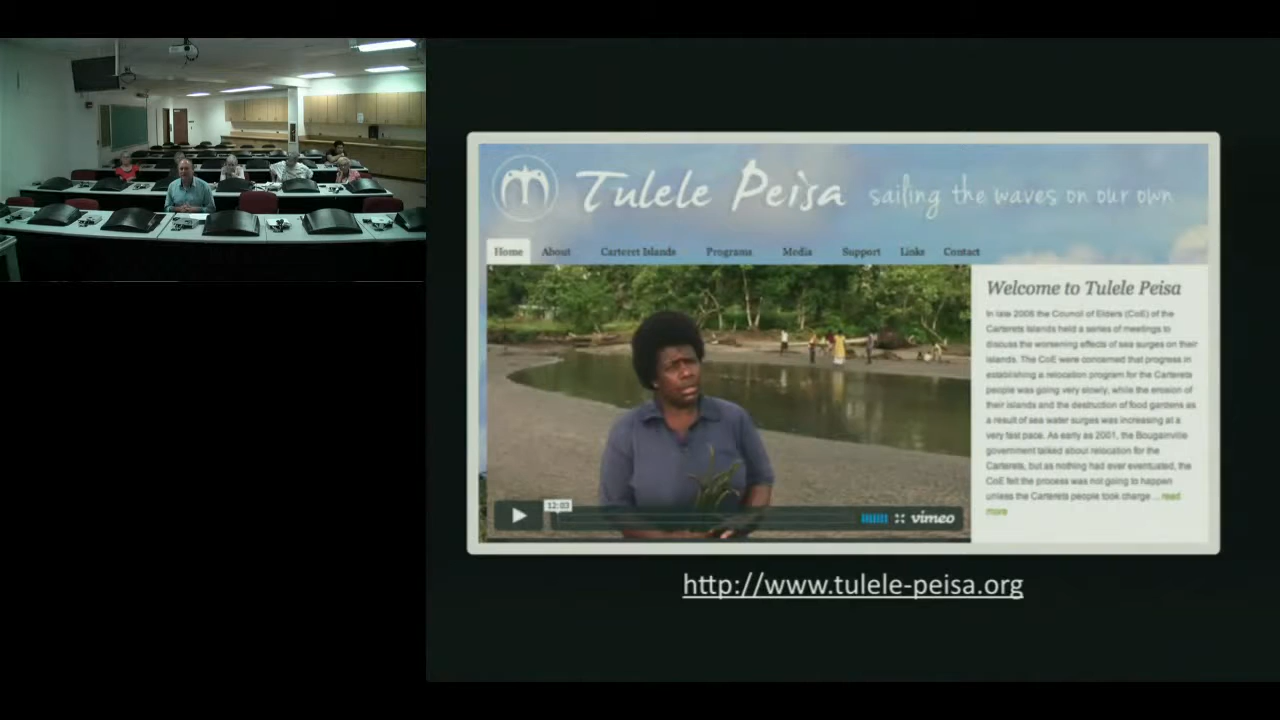 Tulele Peisa sailing the waves on our own
Home About Carteret Islands Programs Media Support Links Contact
Welcome to Tulele Peisa
In late 2006 the Council of Elders (CoE) of the
Carterets Islands held a series of meetings to
discuss the worsening effects of sea surges on their
islands. The CoE were concerned that progress in
establishing a relocation program for the Carterets
people was going very slowly, while the erosion of
their islands and the destruction of food gardens as
a result of sea water surges was increasing at a
very fast pace. As early as 2001, the Bougainville
government talked about relocation for the
Carterets, but as nothing had ever eventuated, the
CoE felt the process was not going to happen
unless the Carterets people took charge ... read
more
12:03
vimeo
http://www.tulele-peisa.org